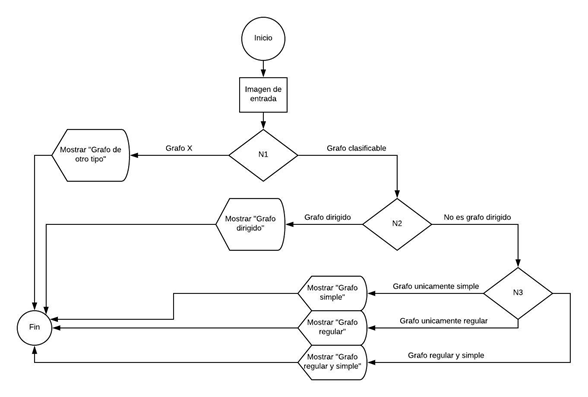 Inicio
Imagen de
entrada
N1
Grafo X
Grafo clasificable
Mostrar "Grafo de
otro tipo"
N2
Grafo dirigido
No es grafo dirigido
Mostrar "Grafo
dirigido"
N3
Grafo unicamente simple
Mostrar "Grafo
simple"
Grafo unicamente regular
Mostrar "Grafo
regular"
Grafo regular y simple
Mostrar "Grafo
regular y simple"
Fin